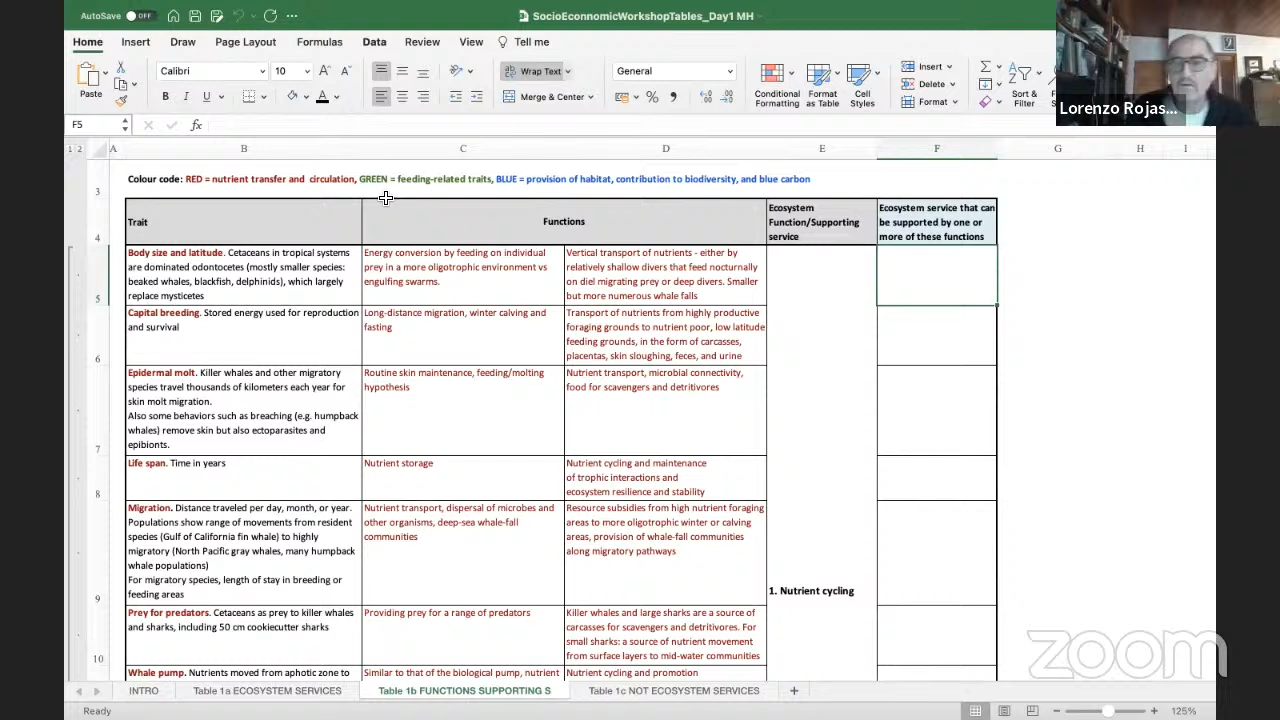 AutoSave OFF
SocioEconnomicWorkshopTables_Day1 MH
Home Insert Draw Page Layout Formulas Data Review View Tell me
Paste
Calibri 10
B I U
Wrap Text
Merge & Center
General
Conditional Formatting
Format as Table
Cell Styles
Insert
Delete
Format
Sort & Filter
Lorenzo Rojas...
F5
fx
1 2 A B C D E F G H I
3
Colour code: RED = nutrient transfer and circulation, GREEN = feeding-related traits, BLUE = provision of habitat, contribution to biodiversity, and blue carbon
4
Trait
Functions
Ecosystem
Function/Supporting
service
Ecosystem service that can
be supported by one or
more of these functions
5
Body size and latitude. Cetaceans in tropical systems
are dominated odontocetes (mostly smaller species:
beaked whales, blackfish, delphinids), which largely
replace mysticetes
Energy conversion by feeding on individual
prey in a more oligotrophic environment vs
engulfing swarms.
Vertical transport of nutrients - either by
relatively shallow divers that feed nocturnally
on diel migrating prey or deep divers. Smaller
but more numerous whale falls
6
Capital breeding. Stored energy used for reproduction
and survival
Long-distance migration, winter calving and
fasting
Transport of nutrients from highly productive
foraging grounds to nutrient poor, low latitude
feeding grounds, in the form of carcasses,
placentas, skin sloughing, feces, and urine
7
Epidermal molt. Killer whales and other migratory
species travel thousands of kilometers each year for
skin molt migration.
Also some behaviors such as breaching (e.g. humpback
whales) remove skin but also ectoparasites and
epibionts.
Routine skin maintenance, feeding/molting
hypothesis
Nutrient transport, microbial connectivity,
food for scavengers and detritivores
8
Life span. Time in years
Nutrient storage
Nutrient cycling and maintenance
of trophic interactions and
ecosystem resilience and stability
9
Migration. Distance traveled per day, month, or year.
Populations show range of movements from resident
species (Gulf of California fin whale) to highly
migratory (North Pacific gray whales, many humpback
whale populations)
For migratory species, length of stay in breeding or
feeding areas
Nutrient transport, dispersal of microbes and
other organisms, deep-sea whale-fall
communities
Resource subsidies from high nutrient foraging
areas to more oligotrophic winter or calving
areas, provision of whale-fall communities
along migratory pathways
1. Nutrient cycling
10
Prey for predators. Cetaceans as prey to killer whales
and sharks, including 50 cm cookiecutter sharks
Providing prey for a range of predators
Killer whales and large sharks are a source of
carcasses for scavengers and detritivores. For
small sharks: a source of nutrient movement
from surface layers to mid-water communities
Whale pump. Nutrients moved from aphotic zone to
Similar to that of the biological pump, nutrient
Nutrient cycling and promotion
zoom
INTRO Table 1a ECOSYSTEM SERVICES Table 1b FUNCTIONS SUPPORTING S Table 1c NOT ECOSYSTEM SERVICES +
Ready
125%